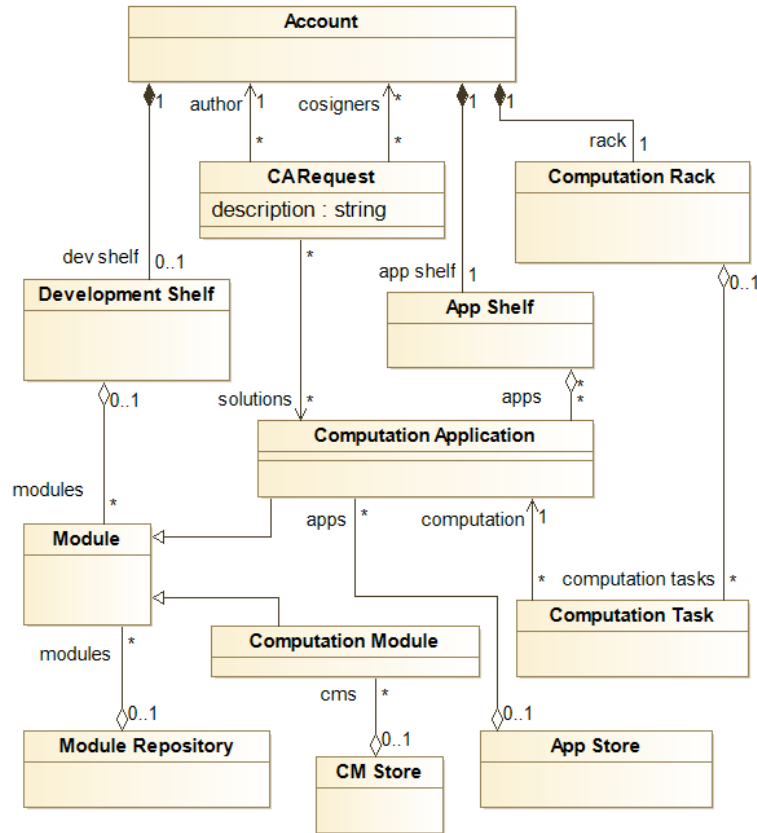 Account
1
author
1
cosigners
*
1
1
*
*
rack
1
CARequest
Computation Rack
description : string
*
dev shelf
0..1
app shelf
1
0..1
Development Shelf
App Shelf
0..1
*
solutions
*
apps
*
Computation Application
modules
*
apps
*
computation
1
Module
*
computation tasks
*
Computation Task
modules
*
Computation Module
cms
*
0..1
0..1
0..1
Module Repository
CM Store
App Store